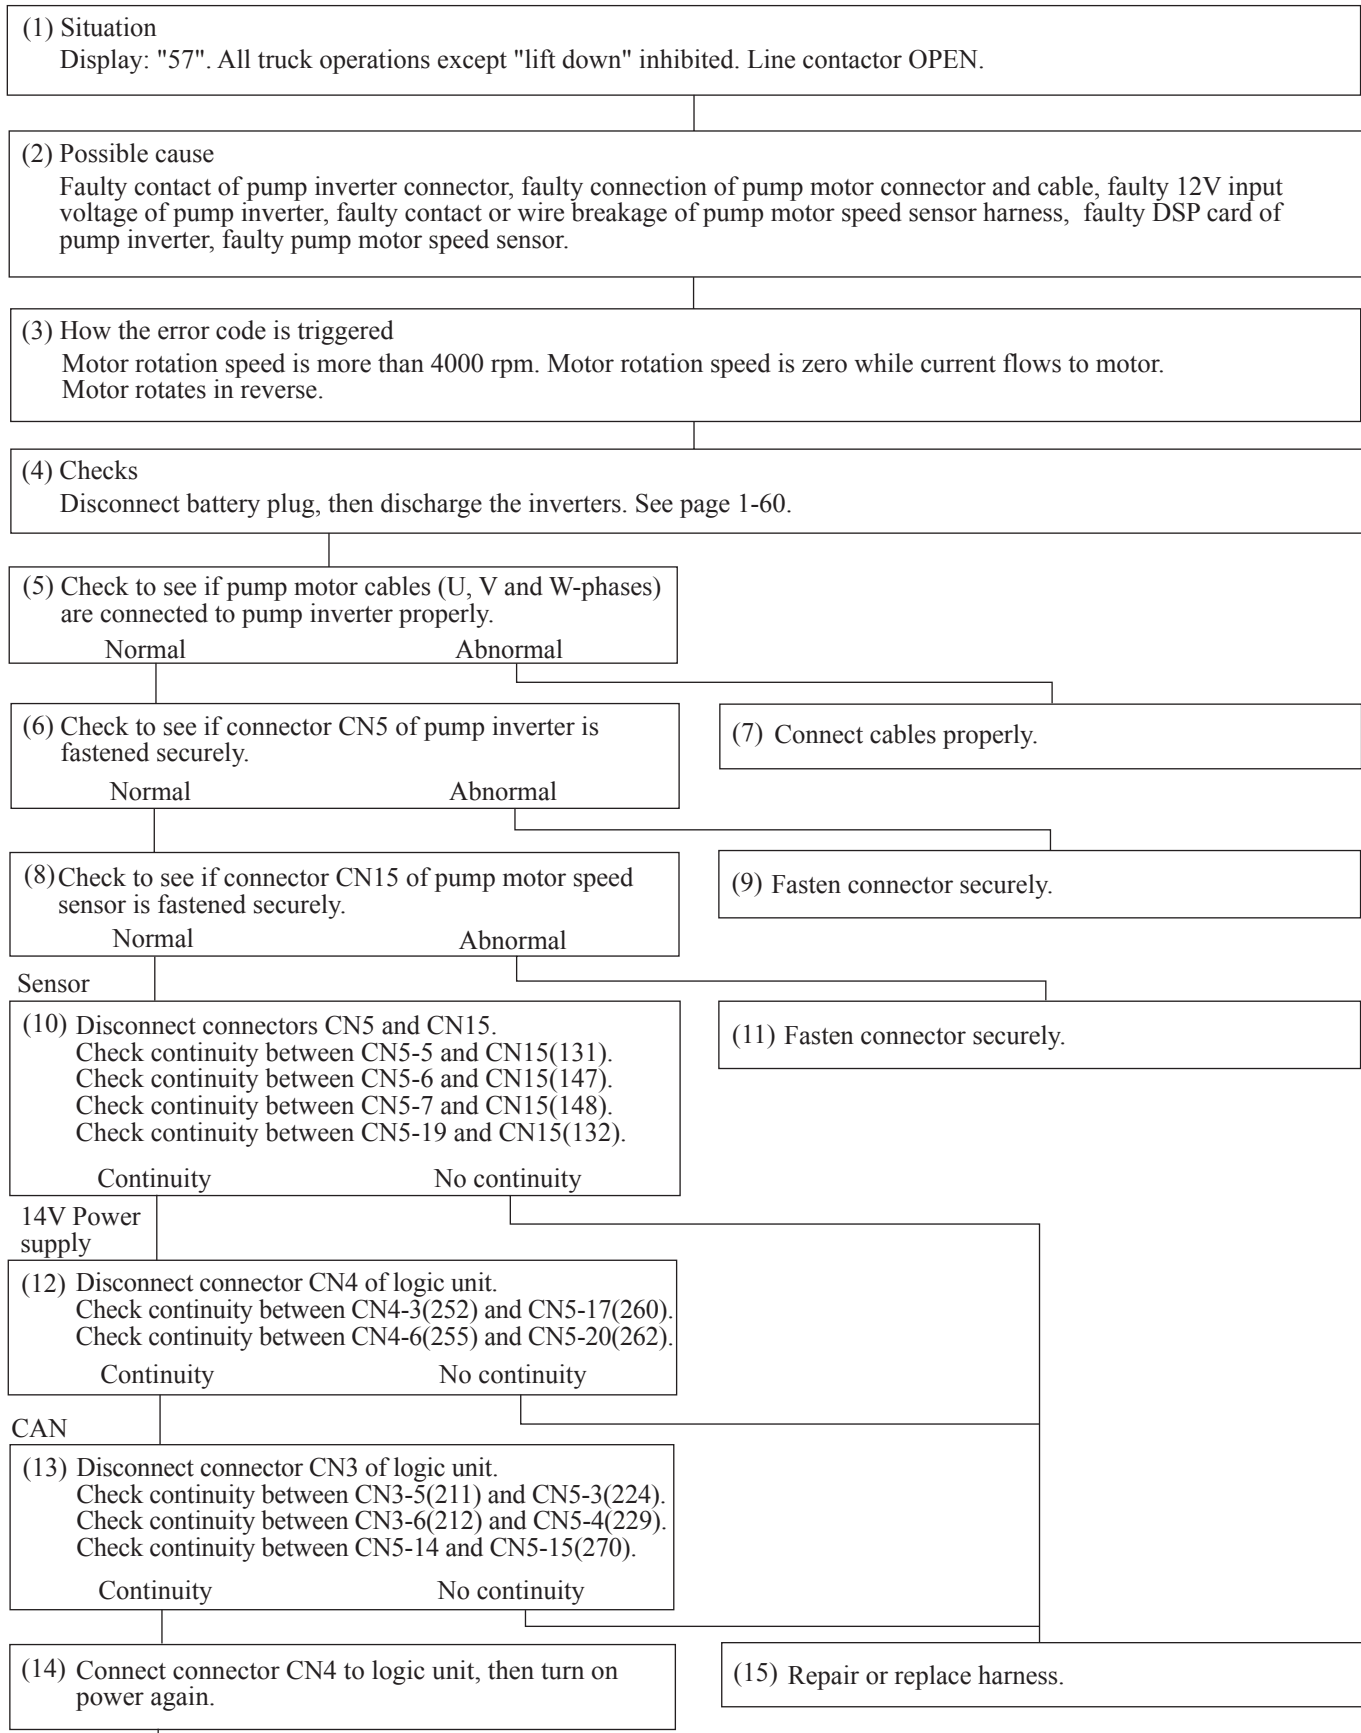 (1) Situation
Display: "57". All truck operations except "lift down" inhibited. Line contactor OPEN.
(2) Possible cause
Faulty contact of pump inverter connector, faulty connection of pump motor connector and cable, faulty 12V input
voltage of pump inverter, faulty contact or wire breakage of pump motor speed sensor harness, faulty DSP card of
pump inverter, faulty pump motor speed sensor.
(3) How the error code is triggered
Motor rotation speed is more than 4000 rpm. Motor rotation speed is zero while current flows to motor.
Motor rotates in reverse.
(4) Checks
Disconnect battery plug, then discharge the inverters. See page 1-60.
(5) Check to see if pump motor cables (U, V and W-phases)
are connected to pump inverter properly.
Normal Abnormal
(6) Check to see if connector CN5 of pump inverter is
fastened securely.
Normal Abnormal
(7) Connect cables properly.
(8) Check to see if connector CN15 of pump motor speed
sensor is fastened securely.
Normal Abnormal
(9) Fasten connector securely.
Sensor
(10) Disconnect connectors CN5 and CN15.
Check continuity between CN5-5 and CN15(131).
Check continuity between CN5-6 and CN15(147).
Check continuity between CN5-7 and CN15(148).
Check continuity between CN5-19 and CN15(132).
Continuity No continuity
(11) Fasten connector securely.
14V Power
supply
(12) Disconnect connector CN4 of logic unit.
Check continuity between CN4-3(252) and CN5-17(260).
Check continuity between CN4-6(255) and CN5-20(262).
Continuity No continuity
CAN
(13) Disconnect connector CN3 of logic unit.
Check continuity between CN3-5(211) and CN5-3(224).
Check continuity between CN3-6(212) and CN5-4(229).
Check continuity between CN5-14 and CN5-15(270).
Continuity No continuity
(14) Connect connector CN4 to logic unit, then turn on
power again.
(15) Repair or replace harness.